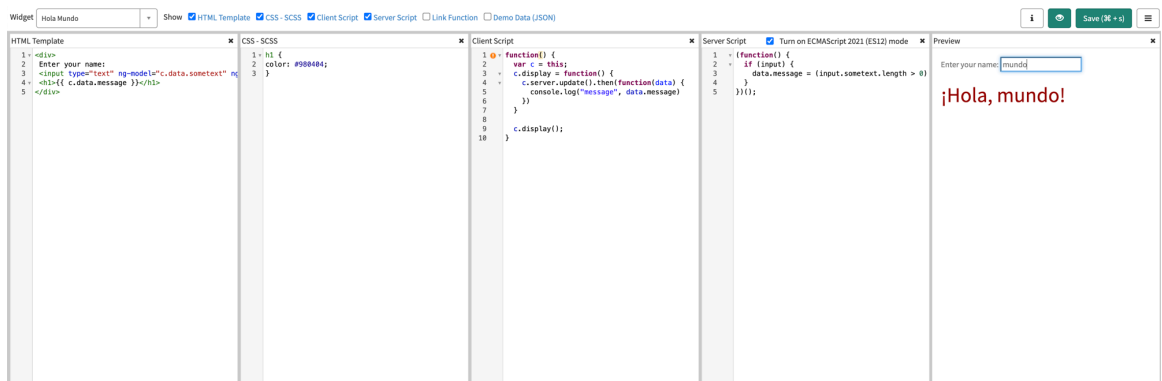 Widget Hola Mundo Show HTML Template CSS - SCSS Client Script Server Script Link Function Demo Data (JSON) Save (⌘ + s)
HTML Template
1 <div>
2 Enter your name:
3 <input type="text" ng-model="c.data.sometext" ng
4 <h1>{{ c.data.message }}</h1>
5 </div>
CSS - SCSS
1 h1 {
2 color: #980404;
3 }
Client Script
1 function() {
2 var c = this;
3 c.display = function() {
4 c.server.update().then(function(data) {
5 console.log("message", data.message)
6 })
7 }
8
9 c.display();
10 }
Server Script Turn on ECMAScript 2021 (ES12) mode
1 (function() {
2 if (input) {
3 data.message = (input.sometext.length > 0)
4 }
5 })();
Preview
Enter your name: mundo
¡Hola, mundo!